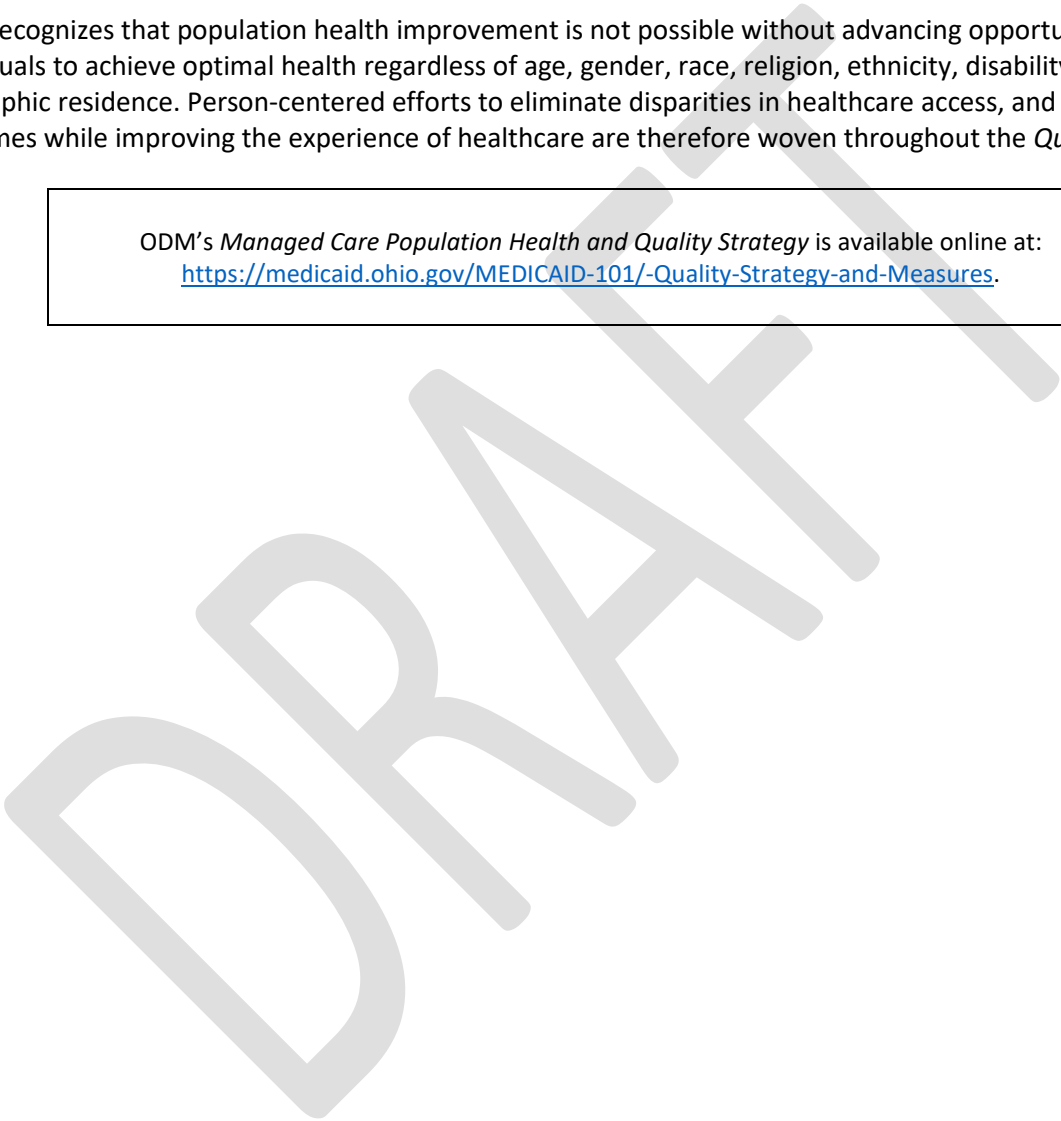 ecognizes that population health improvement is not possible without advancing opportu
uals to achieve optimal health regardless of age, gender, race, religion, ethnicity, disability
phic residence. Person-centered efforts to eliminate disparities in healthcare access, and
mes while improving the experience of healthcare are therefore woven throughout the Qu
ODM’s Managed Care Population Health and Quality Strategy is available online at:
https://medicaid.ohio.gov/MEDICAID-101/-Quality-Strategy-and-Measures.
DRAFT